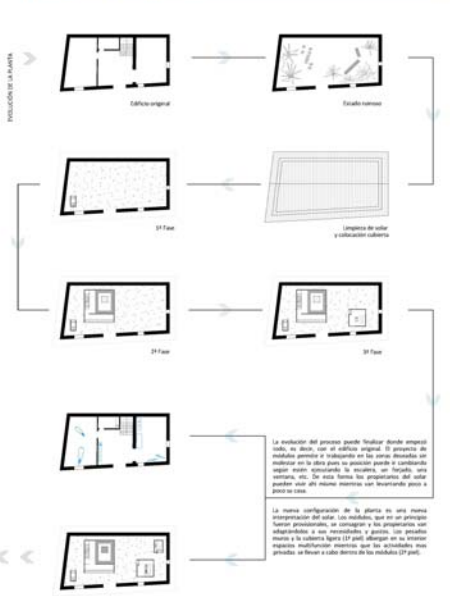 EVOLUCIÓN DE LA PLANTA
Edificio original
Estado ruinoso
1ª Fase
Limpieza de solar
y colocación cubierta
2ª Fase
3ª Fase
La evolución del proceso puede finalizar donde empezó
todo, es decir, con el edificio original. El proyecto de
módulos permite ir trabajando en las zonas deseadas sin
molestar en la obra pues su posición puede ir cambiando
según estén ejecutando la escalera, un forjado, una
ventana, etc. De esta forma los propietarios del solar
pueden vivir ahí mismo mientras van levantando poco a
poco su casa.
La nueva configuración de la planta es una nueva
interpretación del solar. Los módulos, que en un principio
fueron provisionales, se consagran y los propietarios van
adaptándolos a sus necesidades y gustos. Los pesados
muros y la cubierta ligera (1ª piel) albergan en su interior
espacios multifunción mientras que las actividades mas
privadas se llevan a cabo dentro de los módulos (2ª piel).